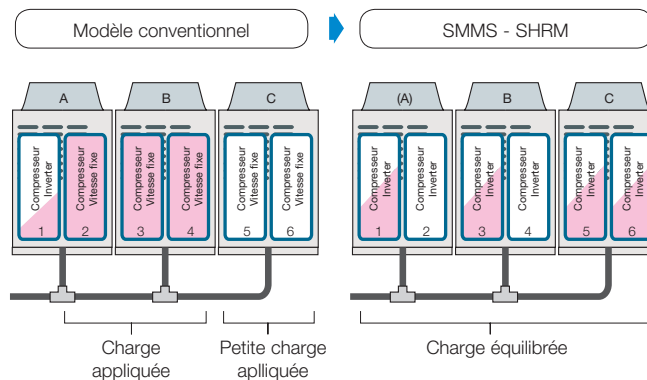 Modèle conventionnel
SMMS - SHRM
A
B
C
(A)
B
C
Compresseur
Inverter
1
Compresseur
Vitesse fixe
2
Compresseur
Vitesse fixe
3
Compresseur
Vitesse fixe
4
Compresseur
Vitesse fixe
5
Compresseur
Vitesse fixe
6
Compresseur
Inverter
1
Compresseur
Inverter
2
Compresseur
Inverter
3
Compresseur
Inverter
4
Compresseur
Inverter
5
Compresseur
Inverter
6
Charge
appliquée
Petite charge
aplliquée
Charge équilibrée